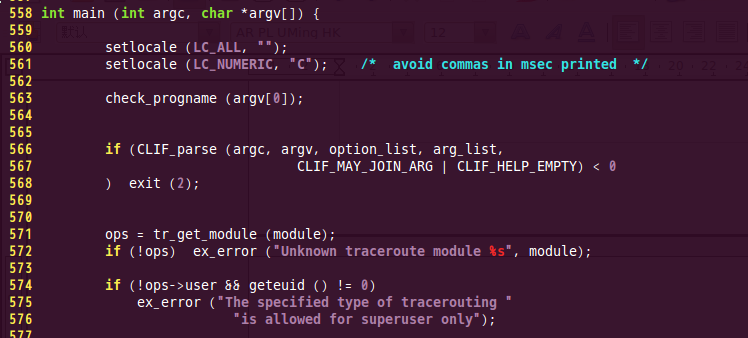 558 int main (int argc, char *argv[]) {
559
560 setlocale (LC_ALL, "");
561 setlocale (LC_NUMERIC, "C"); /* avoid commas in msec printed */
562
563 check_progname (argv[0]);
564
565
566 if (CLIF_parse (argc, argv, option_list, arg_list,
567 CLIF_MAY_JOIN_ARG | CLIF_HELP_EMPTY) < 0
568 ) exit (2);
569
570
571 ops = tr_get_module (module);
572 if (!ops) ex_error ("Unknown traceroute module %s", module);
573
574 if (!ops->user && geteuid () != 0)
575 ex_error ("The specified type of tracerouting "
576 "is allowed for superuser only");
577